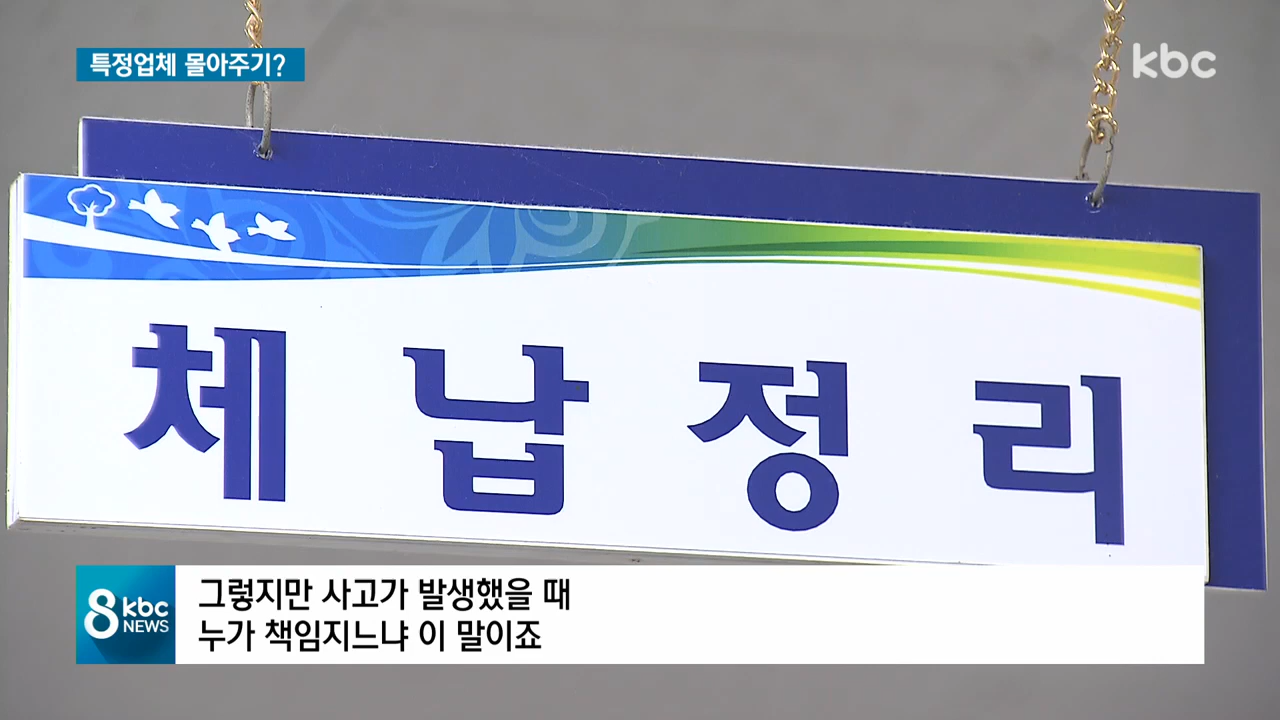 특정업체 몰아주기?
kbc
체납정리
그렇지만 사고가 발생했을 때
누가 책임지느냐 이 말이죠
8 kbc NEWS